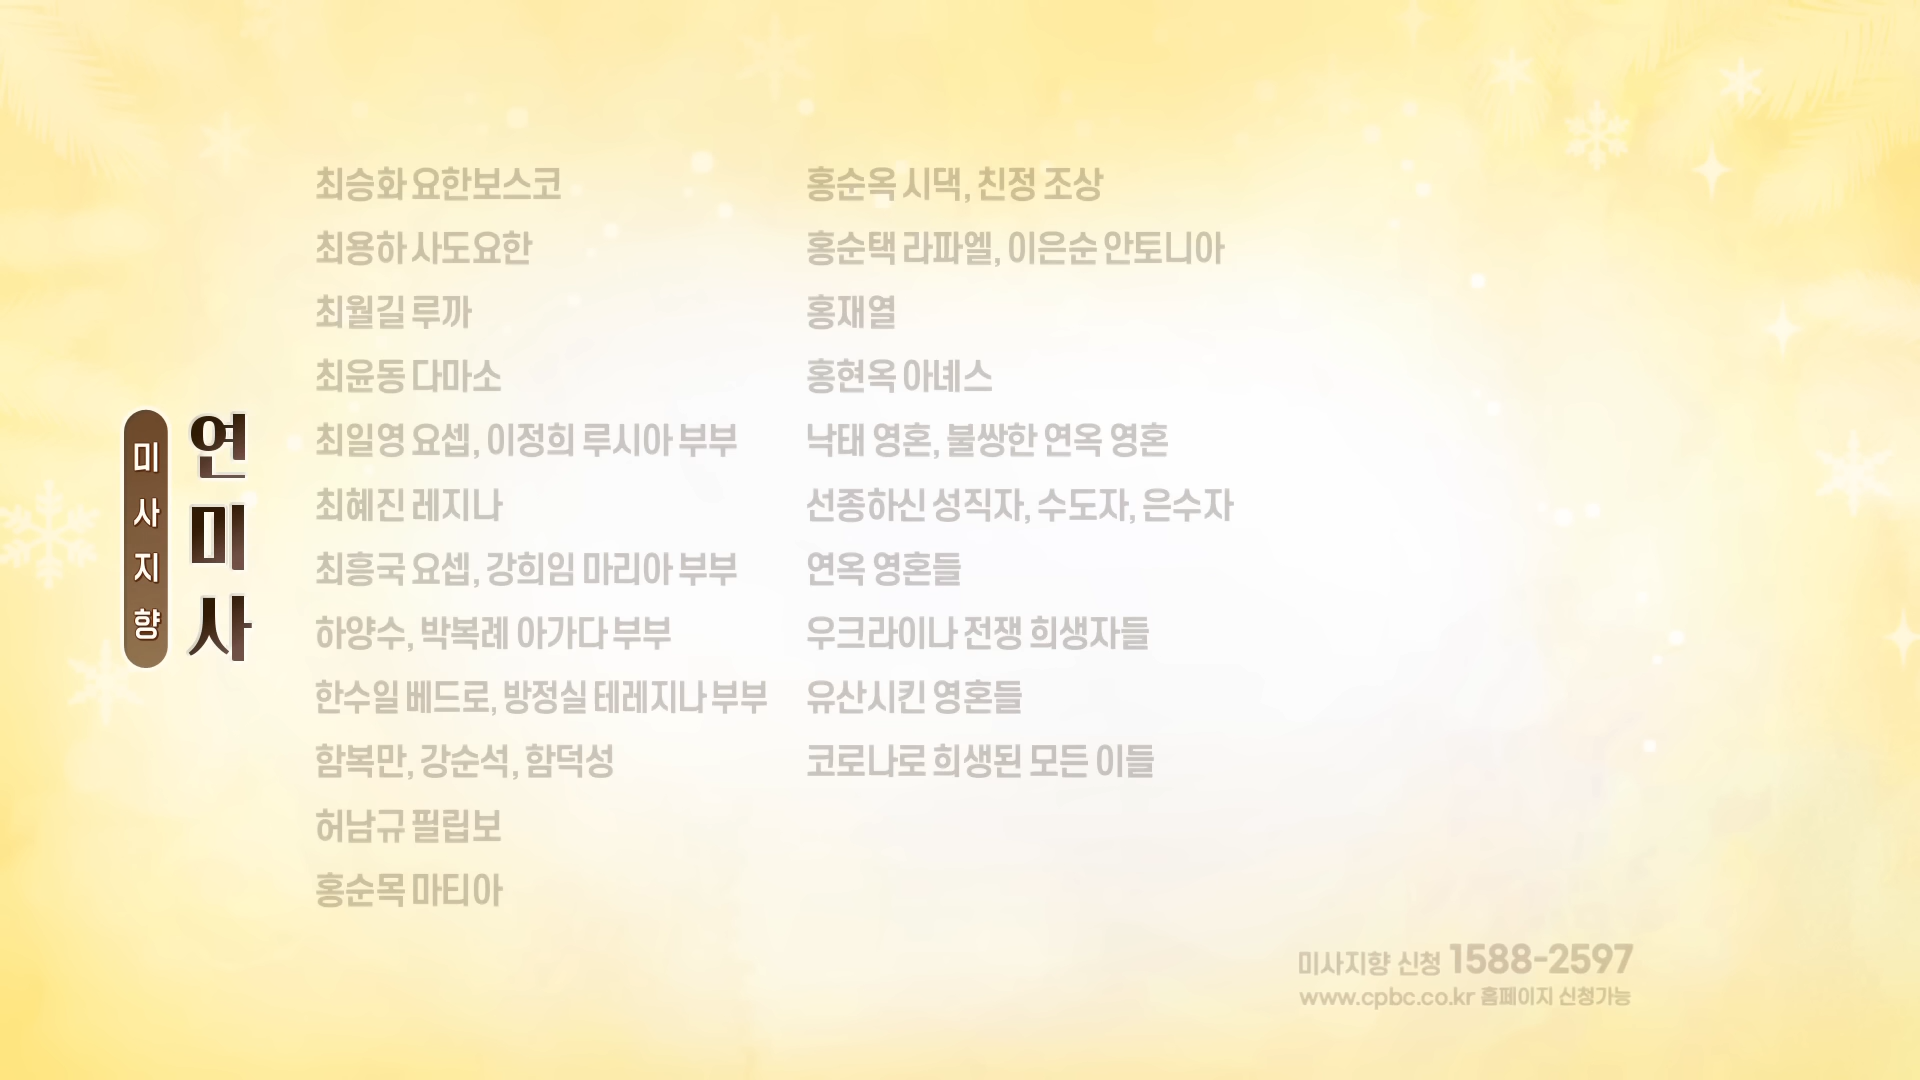 미사지향
연미사
최승화 요한보스코
최용하 사도요한
최월길 루까
최윤동 다마소
최일영 요셉, 이정희 루시아 부부
최혜진 레지나
최흥국 요셉, 강희임 마리아 부부
하양수, 박복례 아가다 부부
한수일 베드로, 방정실 테레지나 부부
함복만, 강순석, 함덕성
허남규 필립보
홍순목 마티아
홍순옥 시댁, 친정 조상
홍순택 라파엘, 이은순 안토니아
홍재열
홍현옥 아녜스
낙태 영혼, 불쌍한 연옥 영혼
선종하신 성직자, 수도자, 은수자
연옥 영혼들
우크라이나 전쟁 희생자들
유산시킨 영혼들
코로나로 희생된 모든 이들
미사지향 신청 1588-2597
www.cpbc.co.kr 홈페이지 신청가능